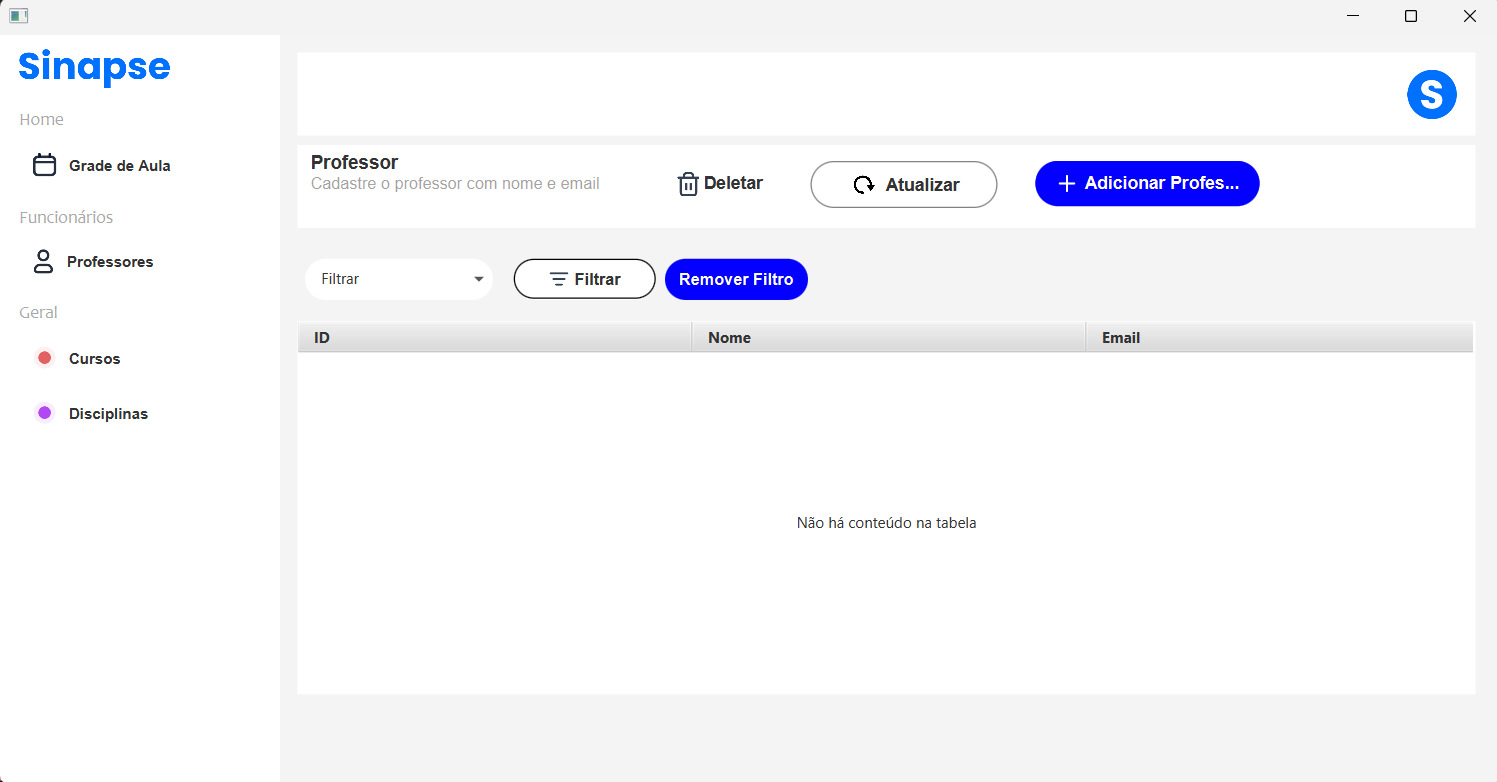 Sinapse
Home
Grade de Aula
Funcionários
Professores
Geral
Cursos
Disciplinas
S
Professor
Cadastre o professor com nome e email
Deletar
Atualizar
Adicionar Profes...
Filtrar
Filtrar
Remover Filtro
ID Nome Email
Não há conteúdo na tabela